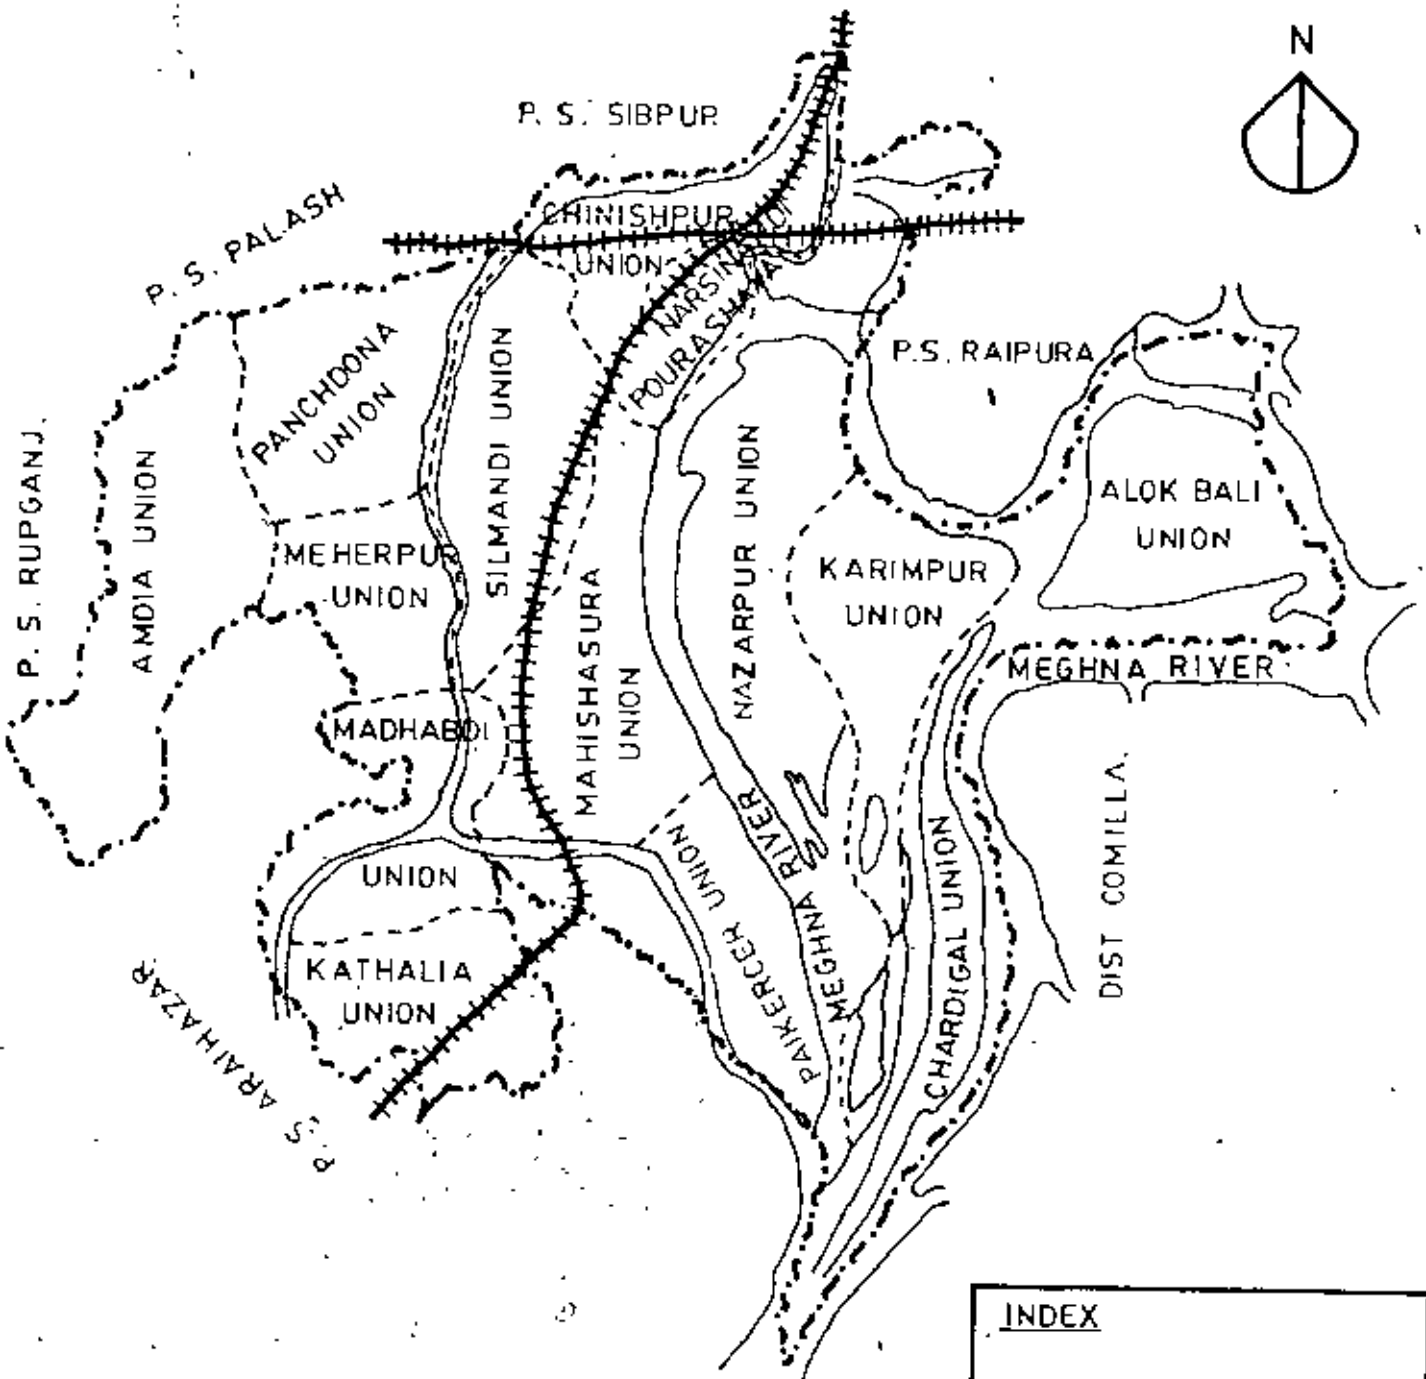 N
P. S. SIBPUR
P. S. PALASH
CHINISHPUR
UNION
NARSINGDI
POURASHAVA
P.S. RAIPURA
PANCHDONA
UNION
SILMANDI UNION
P. S. RUPGANJ.
AMDIA UNION
NAZARPUR UNION
ALOK BALI
UNION
MEHERPUR
UNION
KARIMPUR
UNION
MAHISHASURA
UNION
MEGHNA RIVER
MADHABDI
UNION
PAIKERCER UNION
MEGHNA RIVER
CHARDIGAL UNION
DIST COMILLA.
KATHALIA
UNION
P.S. ARAIHAZAR
INDEX